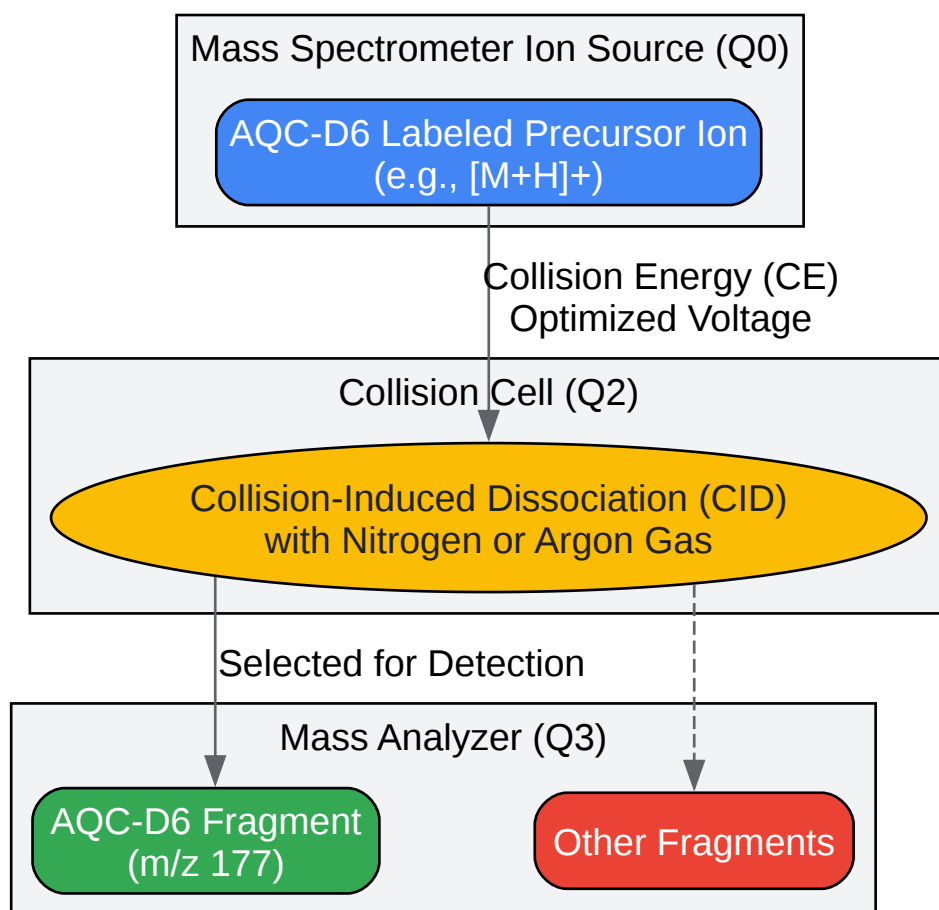 Mass Spectrometer Ion Source (Q0)
AQC-D6 Labeled Precursor Ion
(e.g., [M+H]+)
Collision Energy (CE)
Optimized Voltage
Collision Cell (Q2)
Collision-Induced Dissociation (CID)
with Nitrogen or Argon Gas
Selected for Detection
Mass Analyzer (Q3)
AQC-D6 Fragment
(m/z 177)
Other Fragments